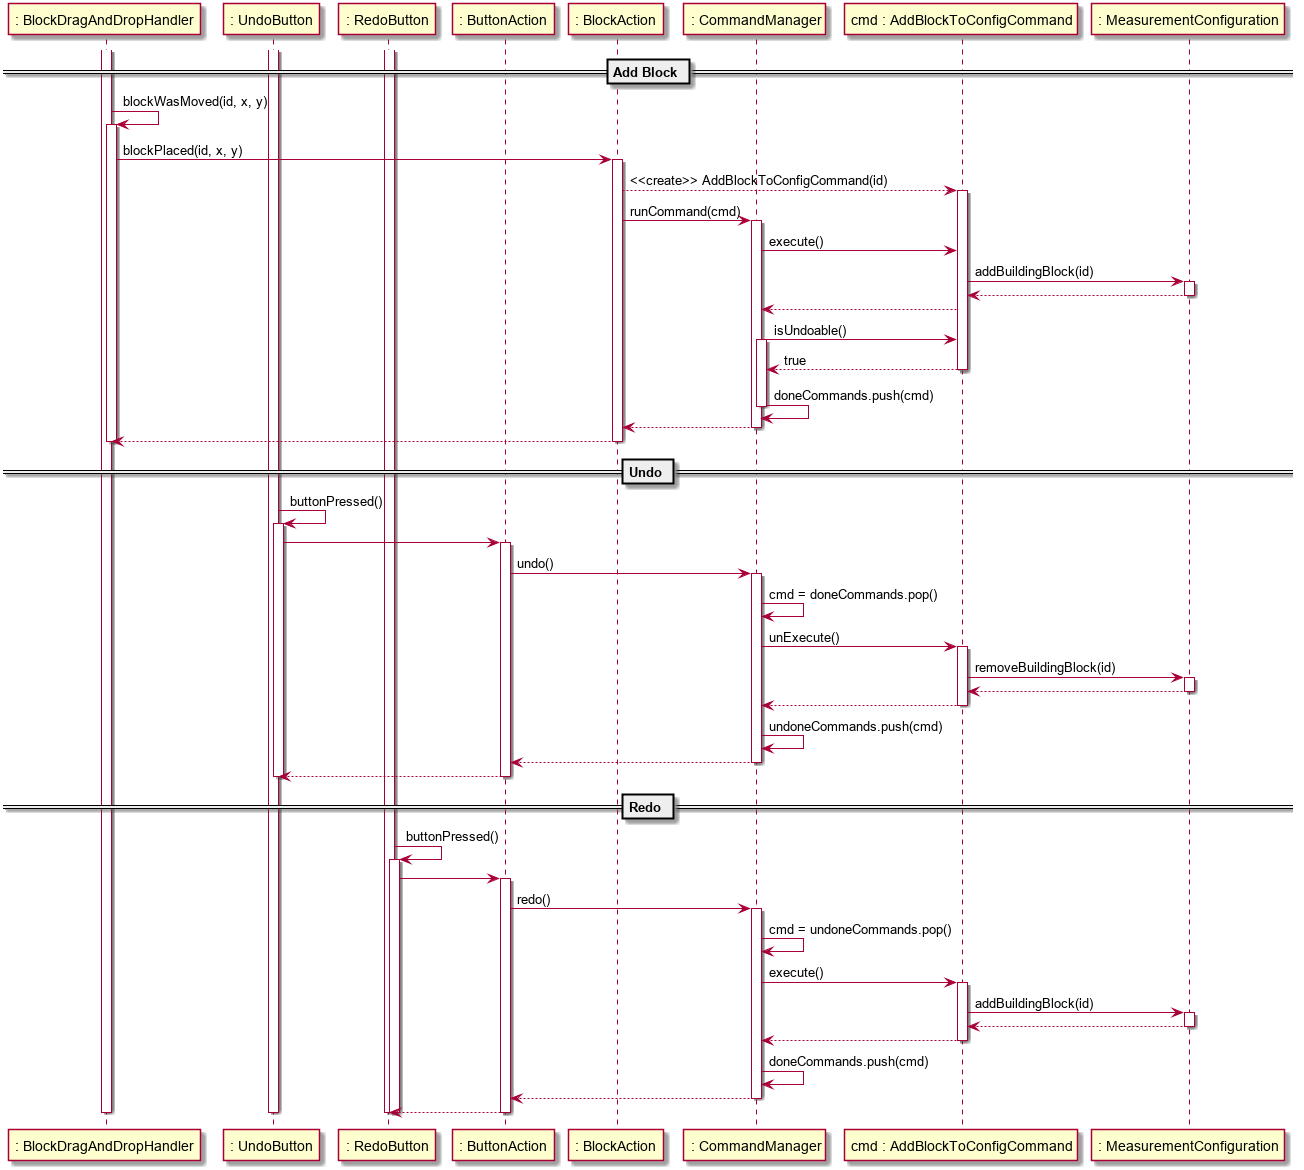 : BlockDragAndDropHandler
: UndoButton
: RedoButton
: ButtonAction
: BlockAction
: CommandManager
cmd : AddBlockToConfigCommand
: MeasurementConfiguration
Add Block
blockWasMoved(id, x, y)
blockPlaced(id, x, y)
<<create>> AddBlockToConfigCommand(id)
runCommand(cmd)
execute()
addBuildingBlock(id)
isUndoable()
true
doneCommands.push(cmd)
Undo
buttonPressed()
undo()
cmd = doneCommands.pop()
unExecute()
removeBuildingBlock(id)
undoneCommands.push(cmd)
Redo
buttonPressed()
redo()
cmd = undoneCommands.pop()
execute()
addBuildingBlock(id)
doneCommands.push(cmd)
: BlockDragAndDropHandler
: UndoButton
: RedoButton
: ButtonAction
: BlockAction
: CommandManager
cmd : AddBlockToConfigCommand
: MeasurementConfiguration